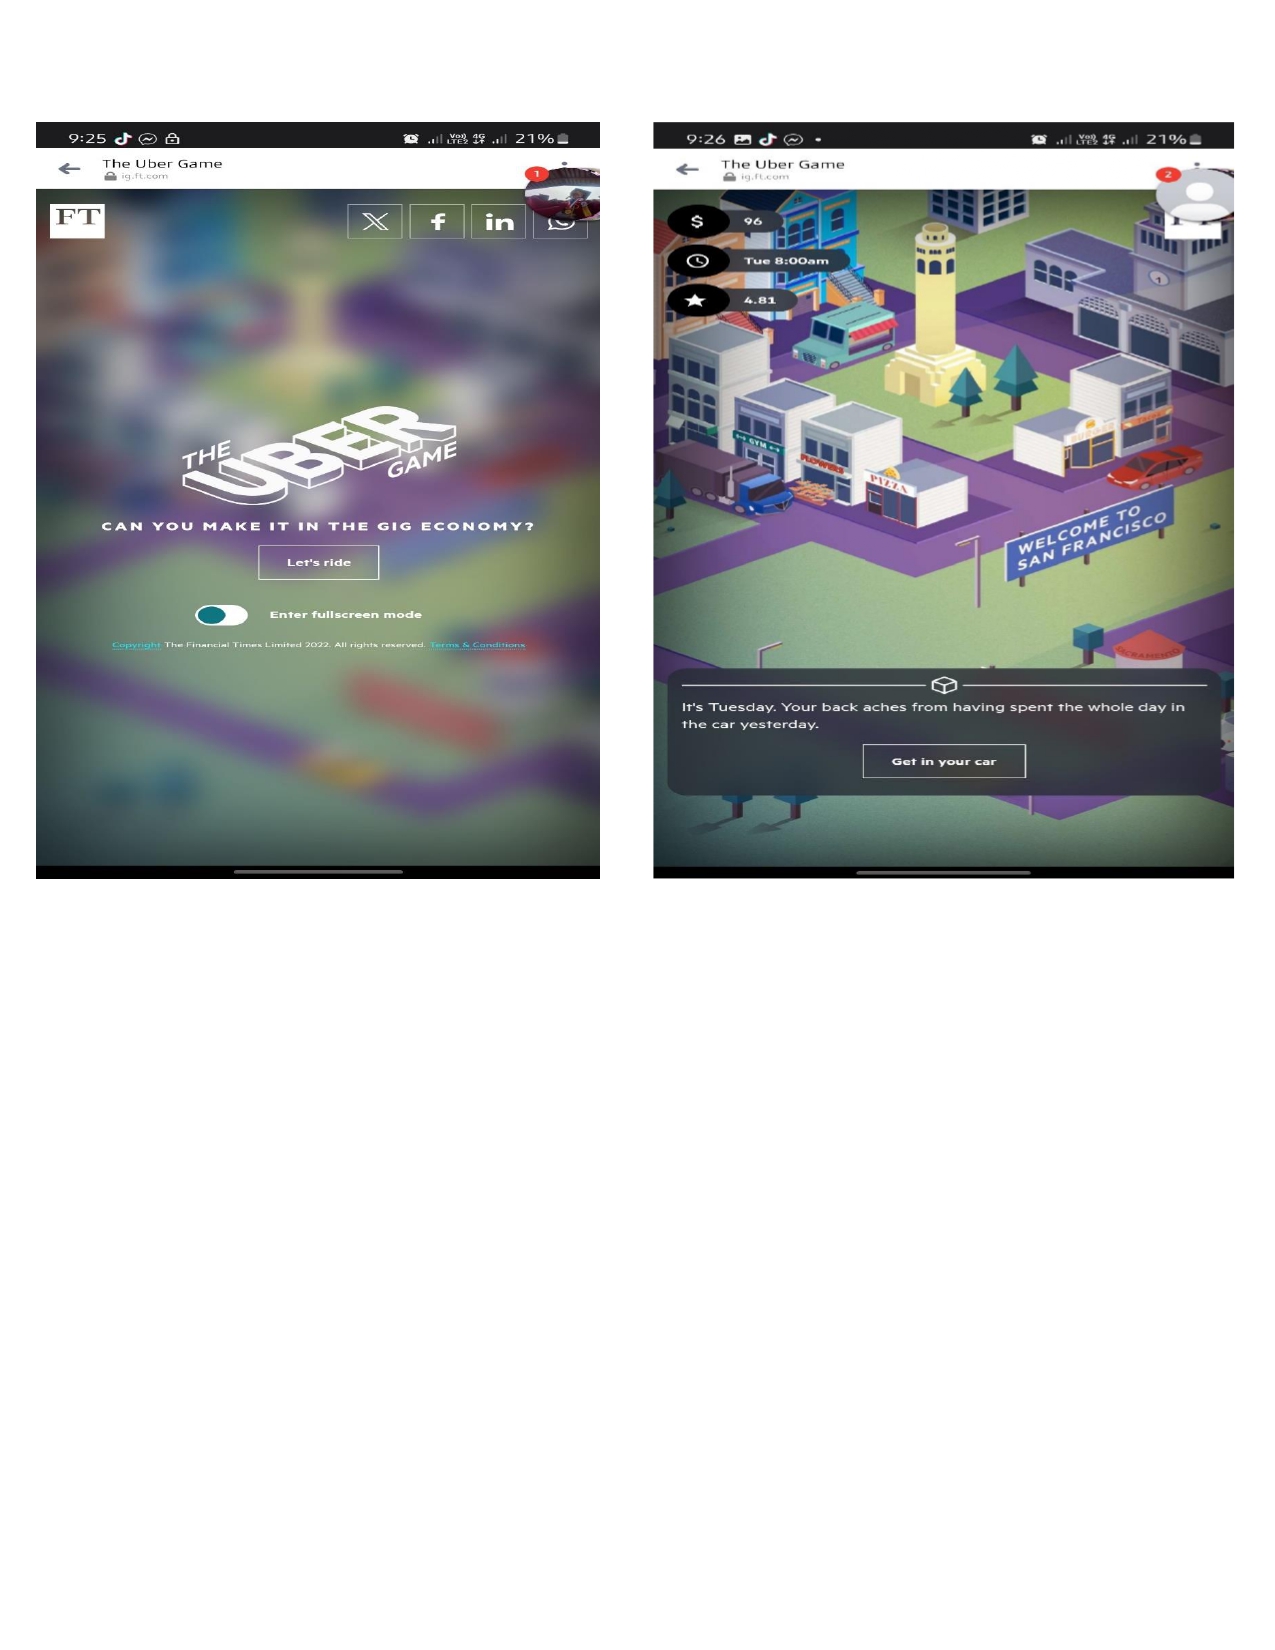 9:25
21%
The Uber Game
ig.ft.com
1
FT
X
f
in
THE
UBER
GAME
CAN YOU MAKE IT IN THE GIG ECONOMY?
Let's ride
Enter fullscreen mode
Copyright The Financial Times Limited 2022. All rights reserved. Terms & Conditions
9:26
21%
The Uber Game
ig.ft.com
2
$ 96
Tue 8:00am
4.81
1
GYM
FLOWERS
PIZZA
BURGER
WELCOME TO
SAN FRANCISCO
SACRAMENTO
It's Tuesday. Your back aches from having spent the whole day in
the car yesterday.
Get in your car